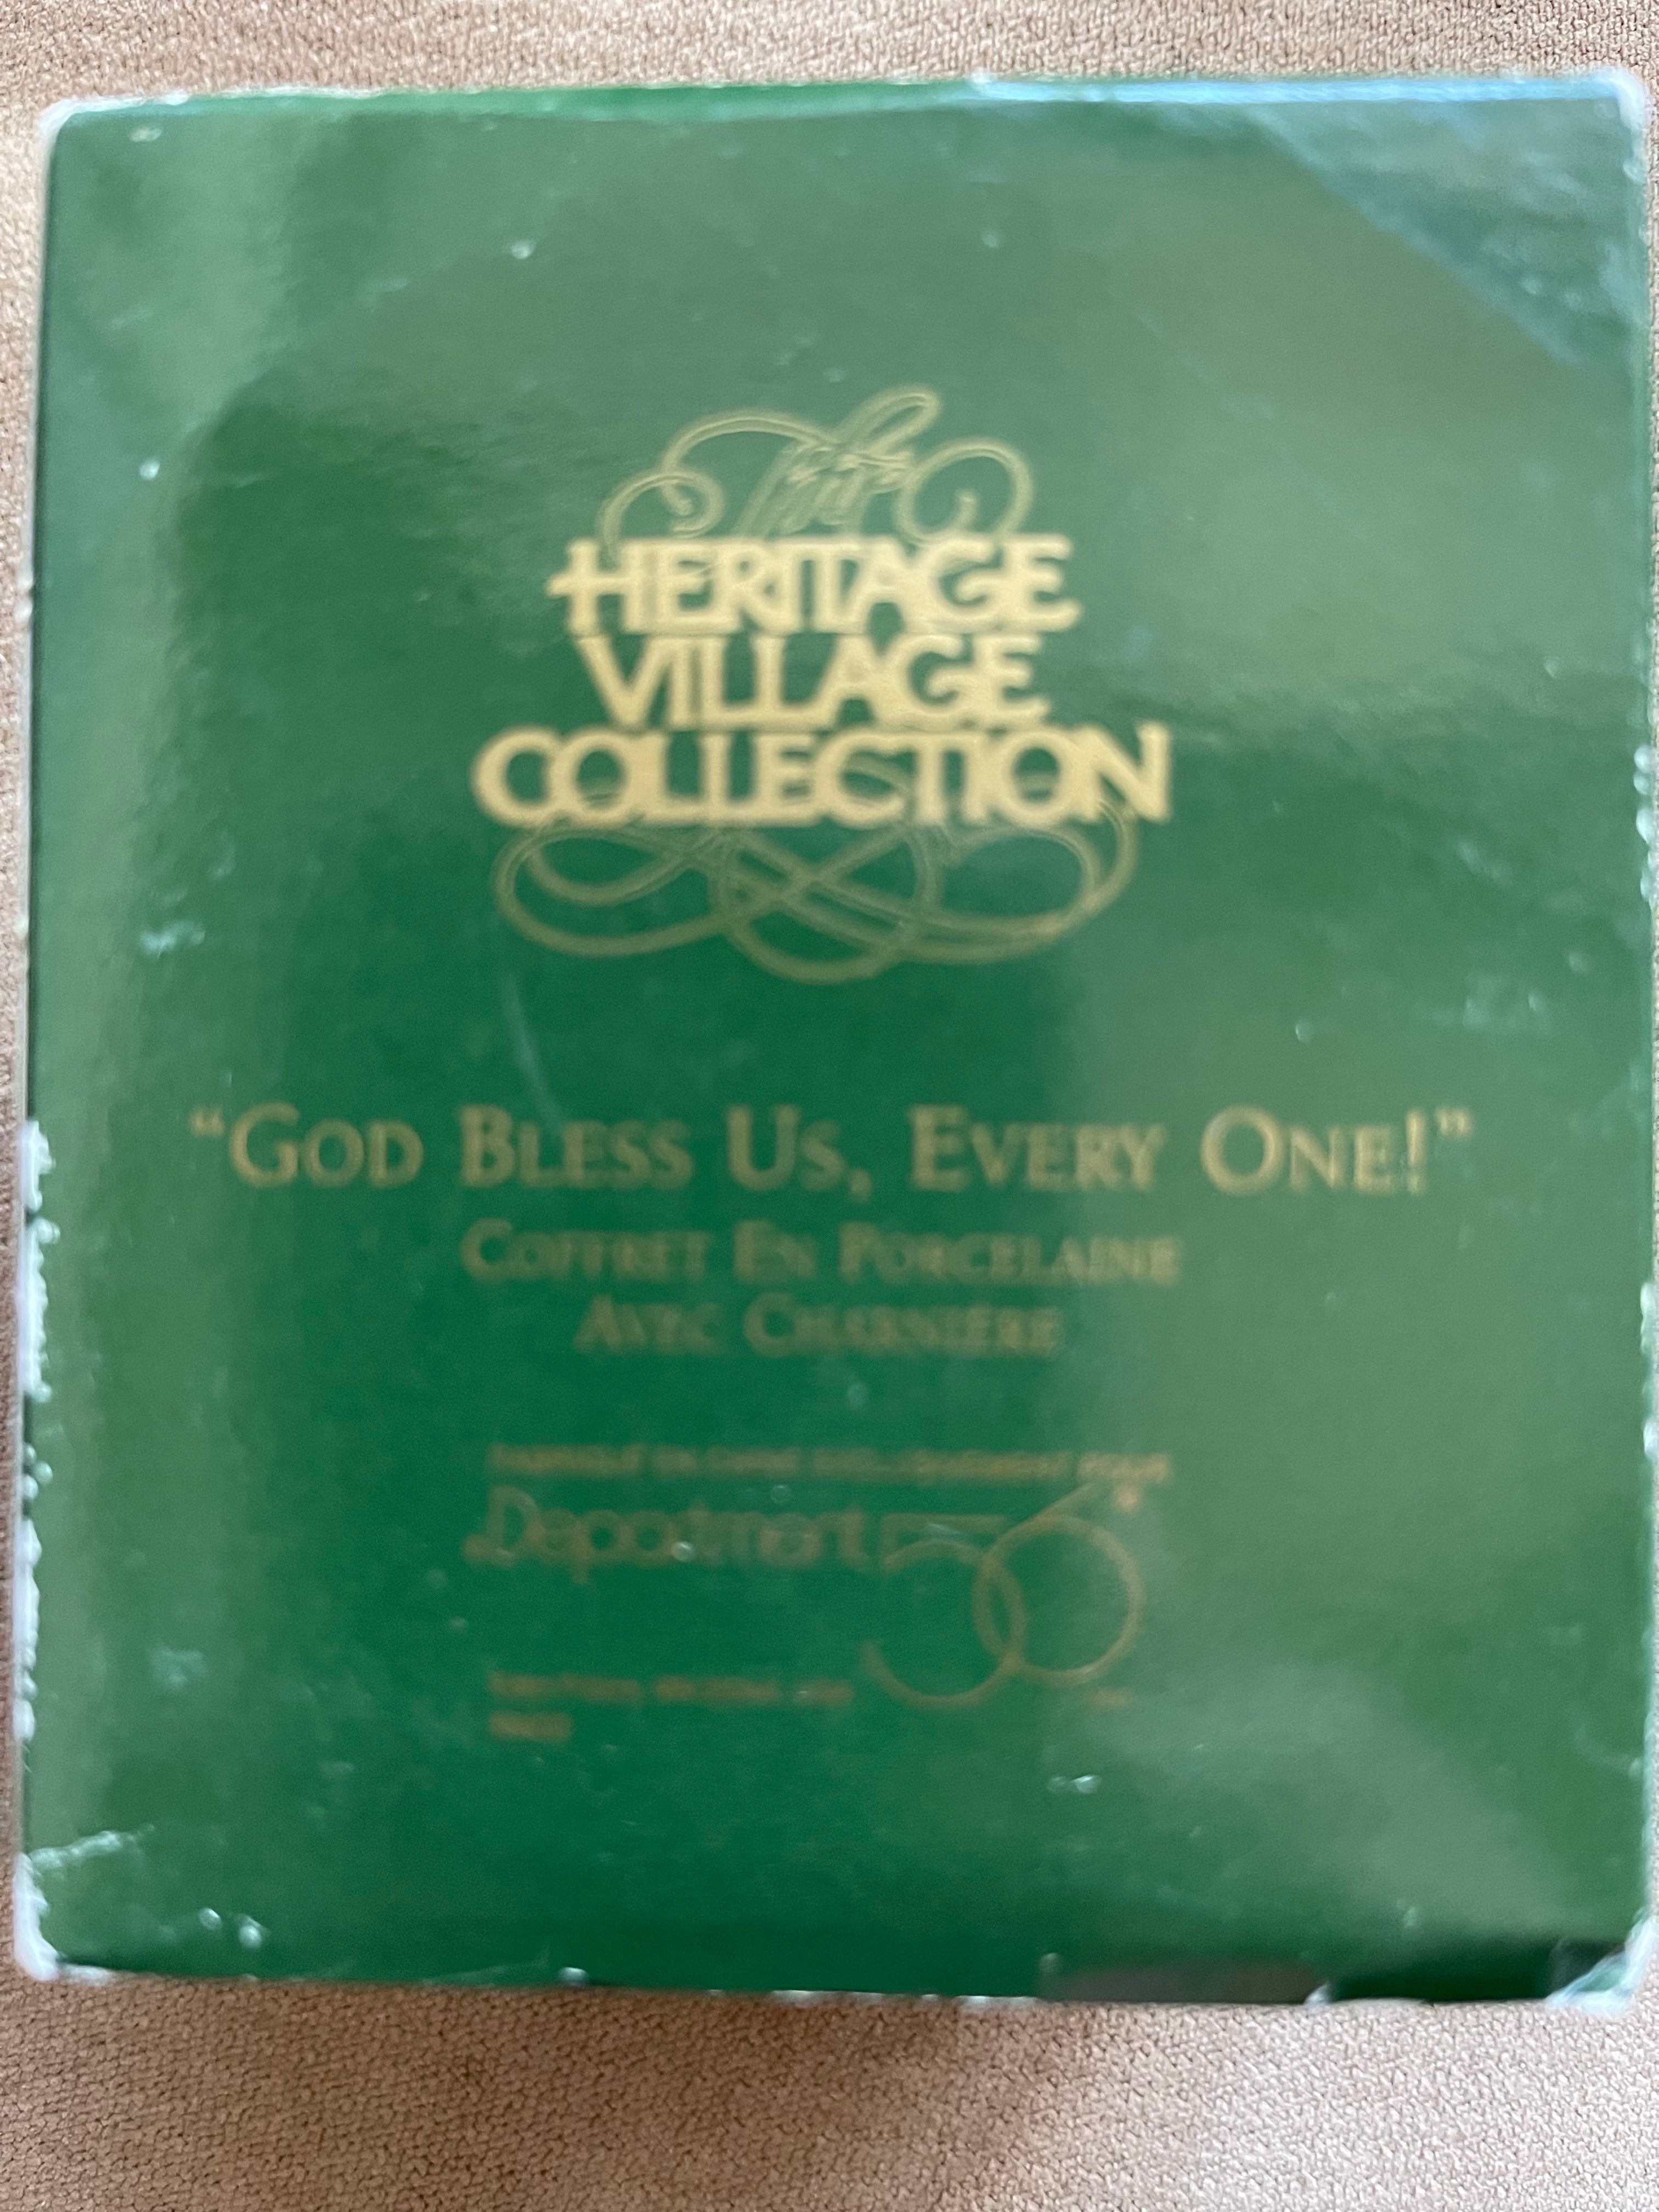 The
HERITAGE
VILLAGE
COLLECTION
“GOD BLESS US, EVERY ONE!”
COFFRET EN PORCELAINE
AVEC CHARNIÈRE
Department 56